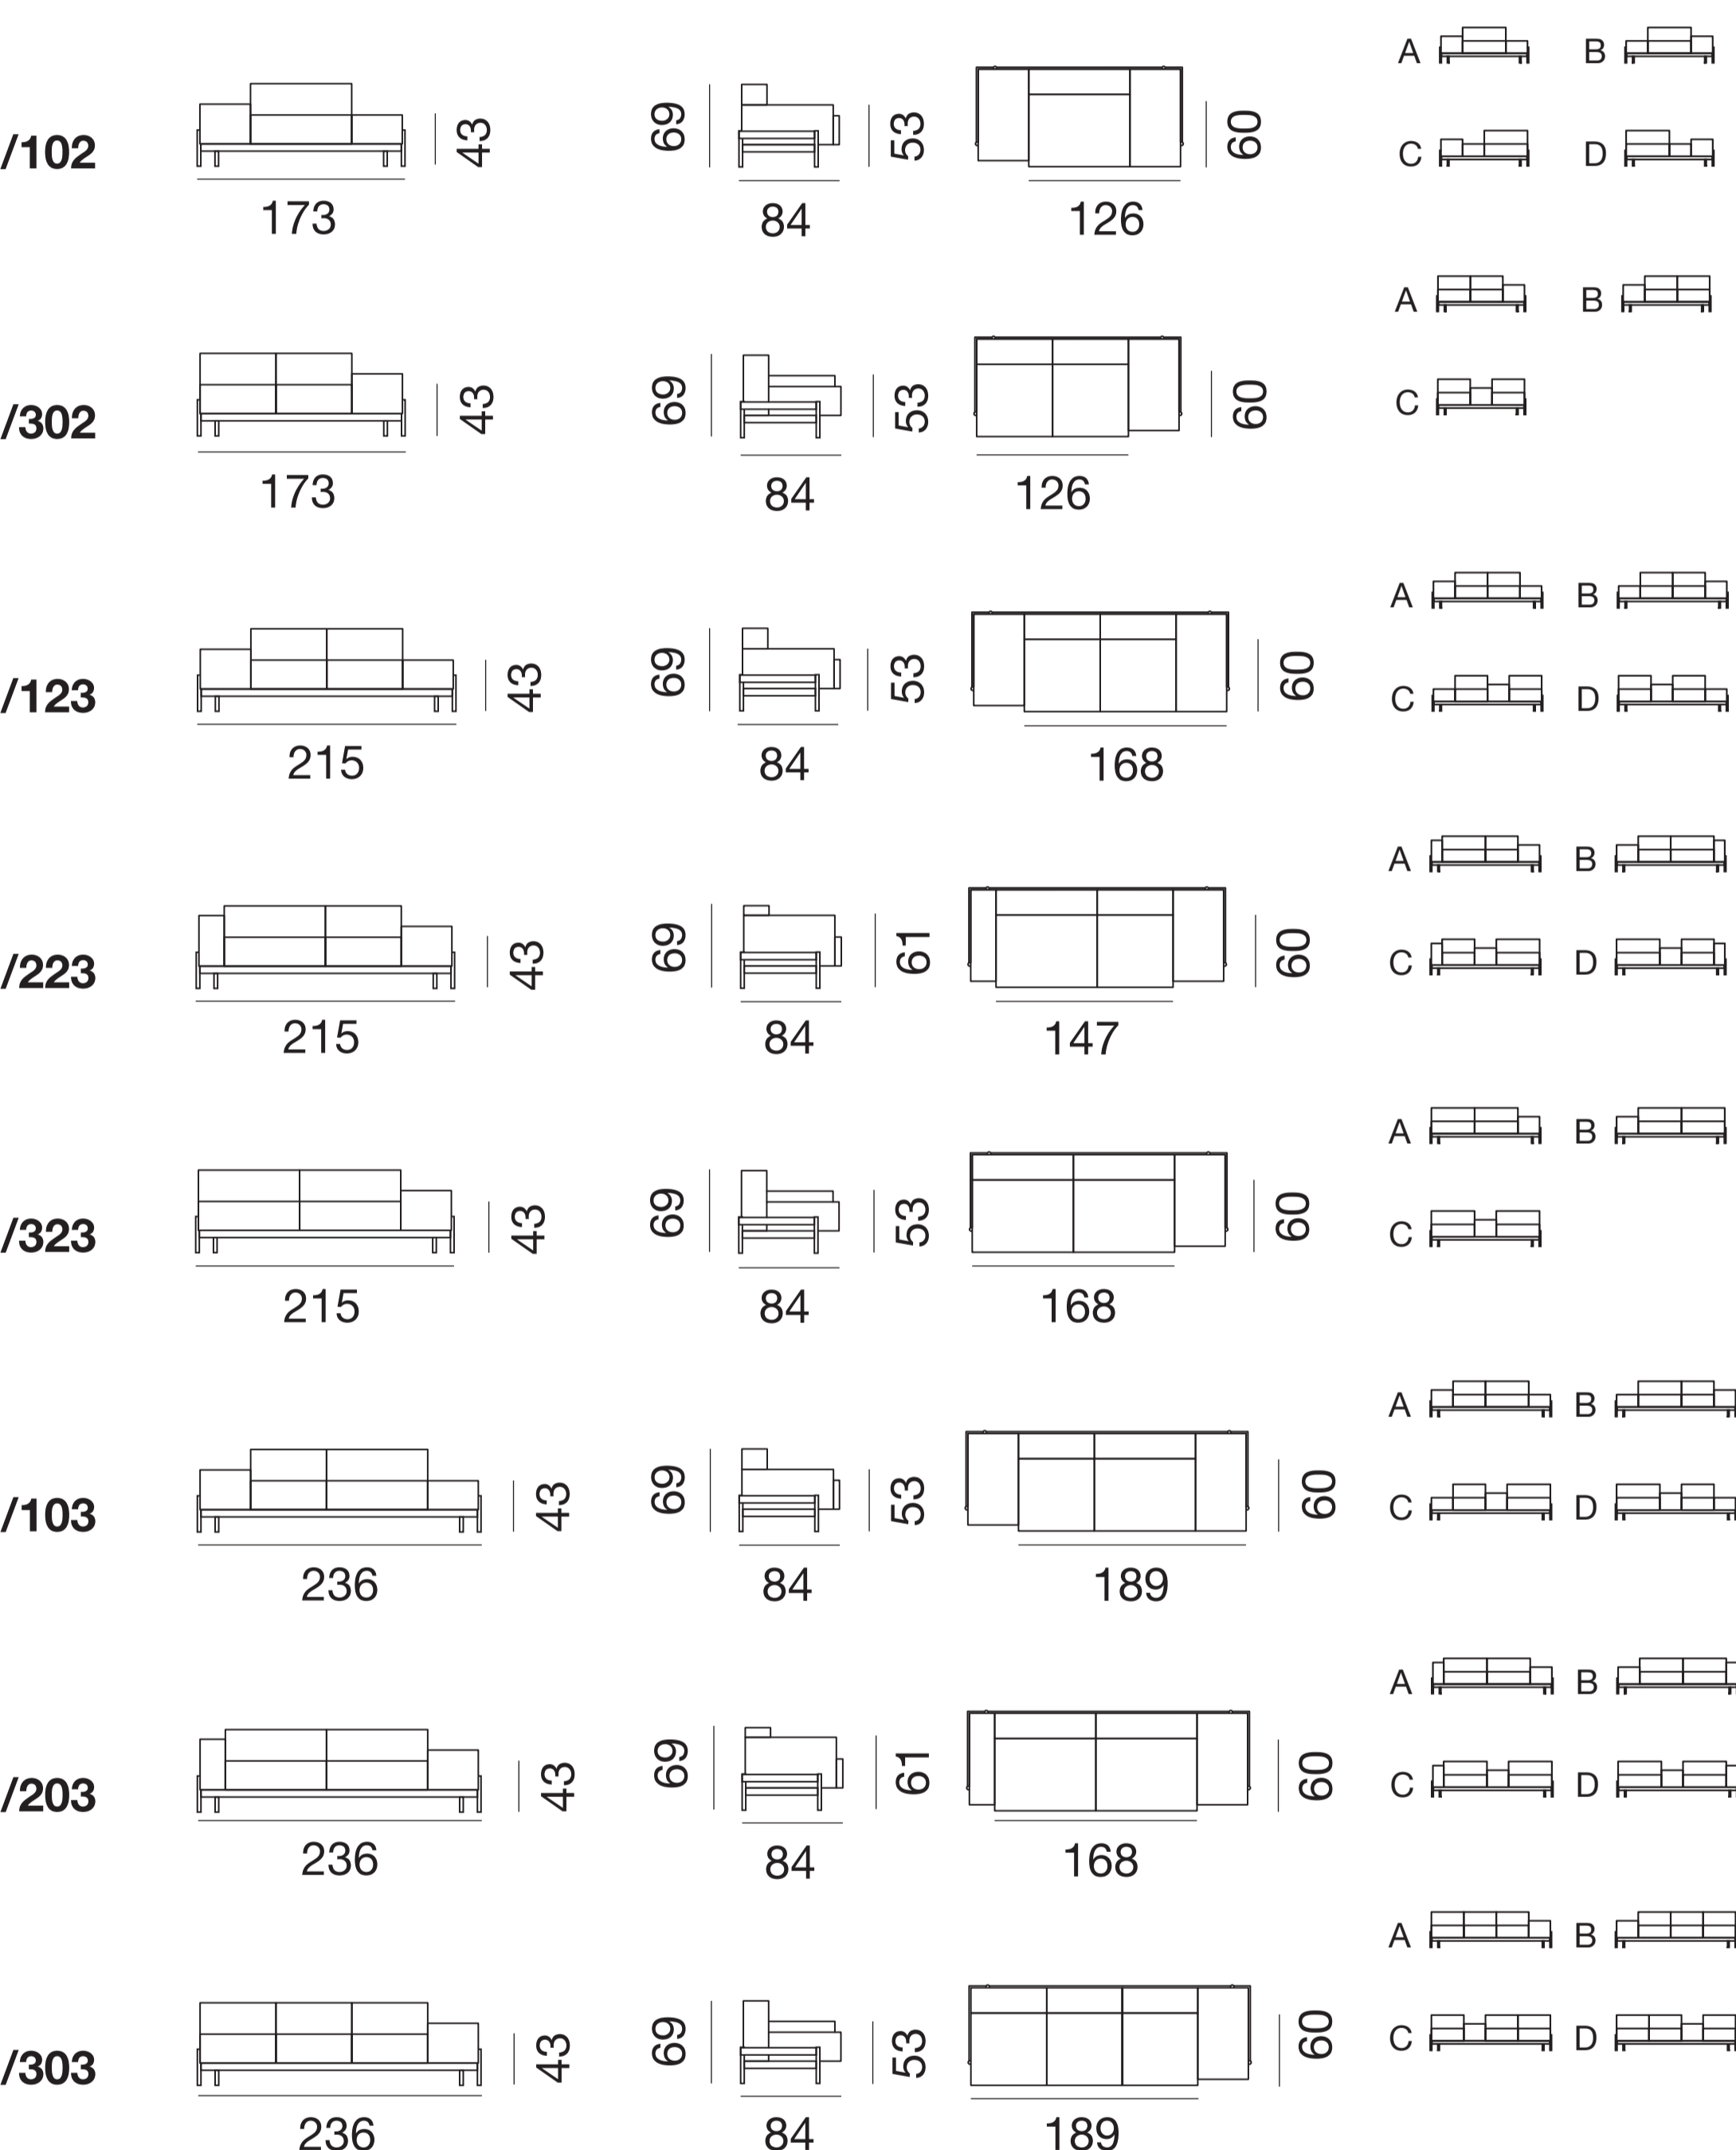 A B
/102 43 69 53 60
C D
173 84 126
A B
/302 43 69 53 60
C
173 84 126
A B
/123 43 69 53 60
C D
215 84 168
A B
/223 43 69 61 60
C D
215 84 147
A B
/323 43 69 53 60
C
215 84 168
A B
/103 43 69 53 60
C D
236 84 189
A B
/203 43 69 61 60
C D
236 84 168
A B
/303 43 69 53 60
C D
236 84 189